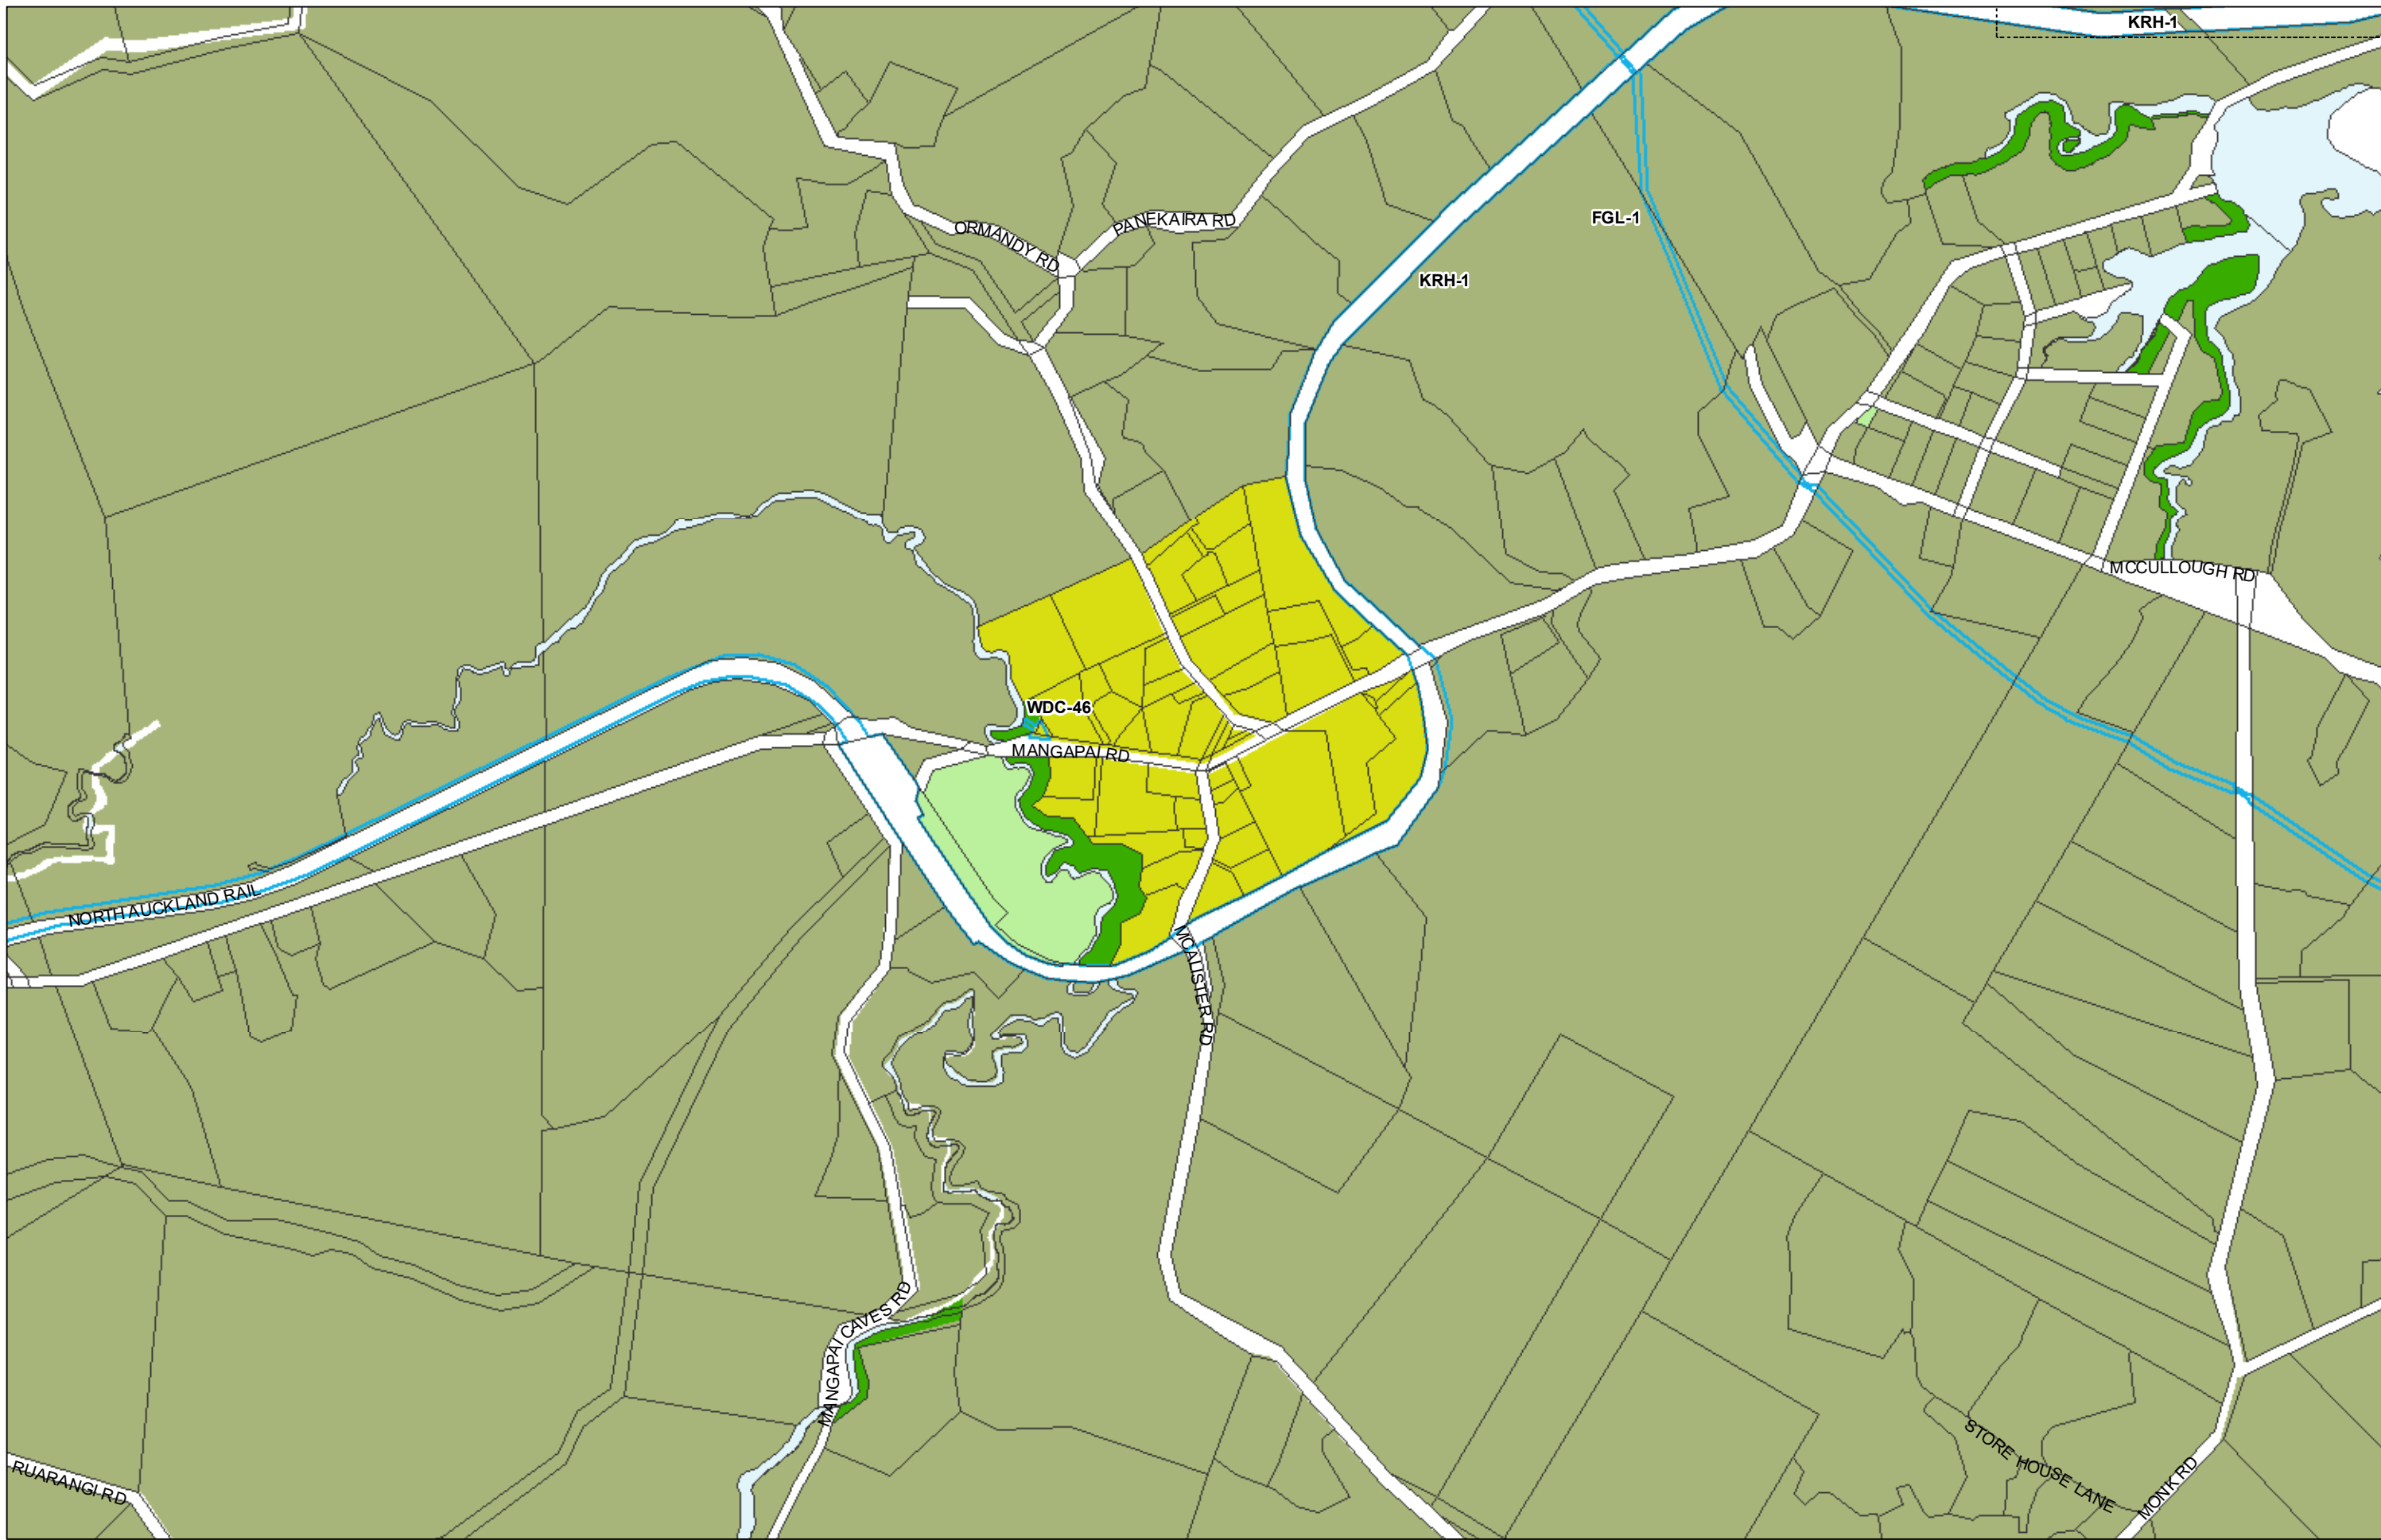 KRH-1
FGL-1
PANEKAIRA RD
ORMANDY RD
KRH-1
MCCULLOUGH RD
WDC-46
MANGAPAI RD
NORTH AUCKLAND RAIL
MCALISTER RD
MANGAPAI CAVES RD
RUARANGI RD
STORE HOUSE LANE
MONK RD